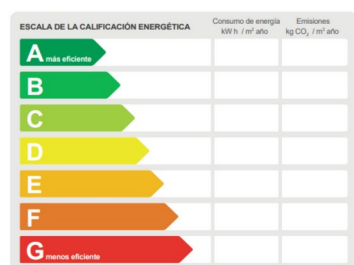 ESCALA DE LA CALIFICACIÓN ENERGÉTICA
Consumo de energía
kW h / m² año
Emisiones
kg CO₂ / m² año
A más eficiente
B
C
D
E
F
G menos eficiente